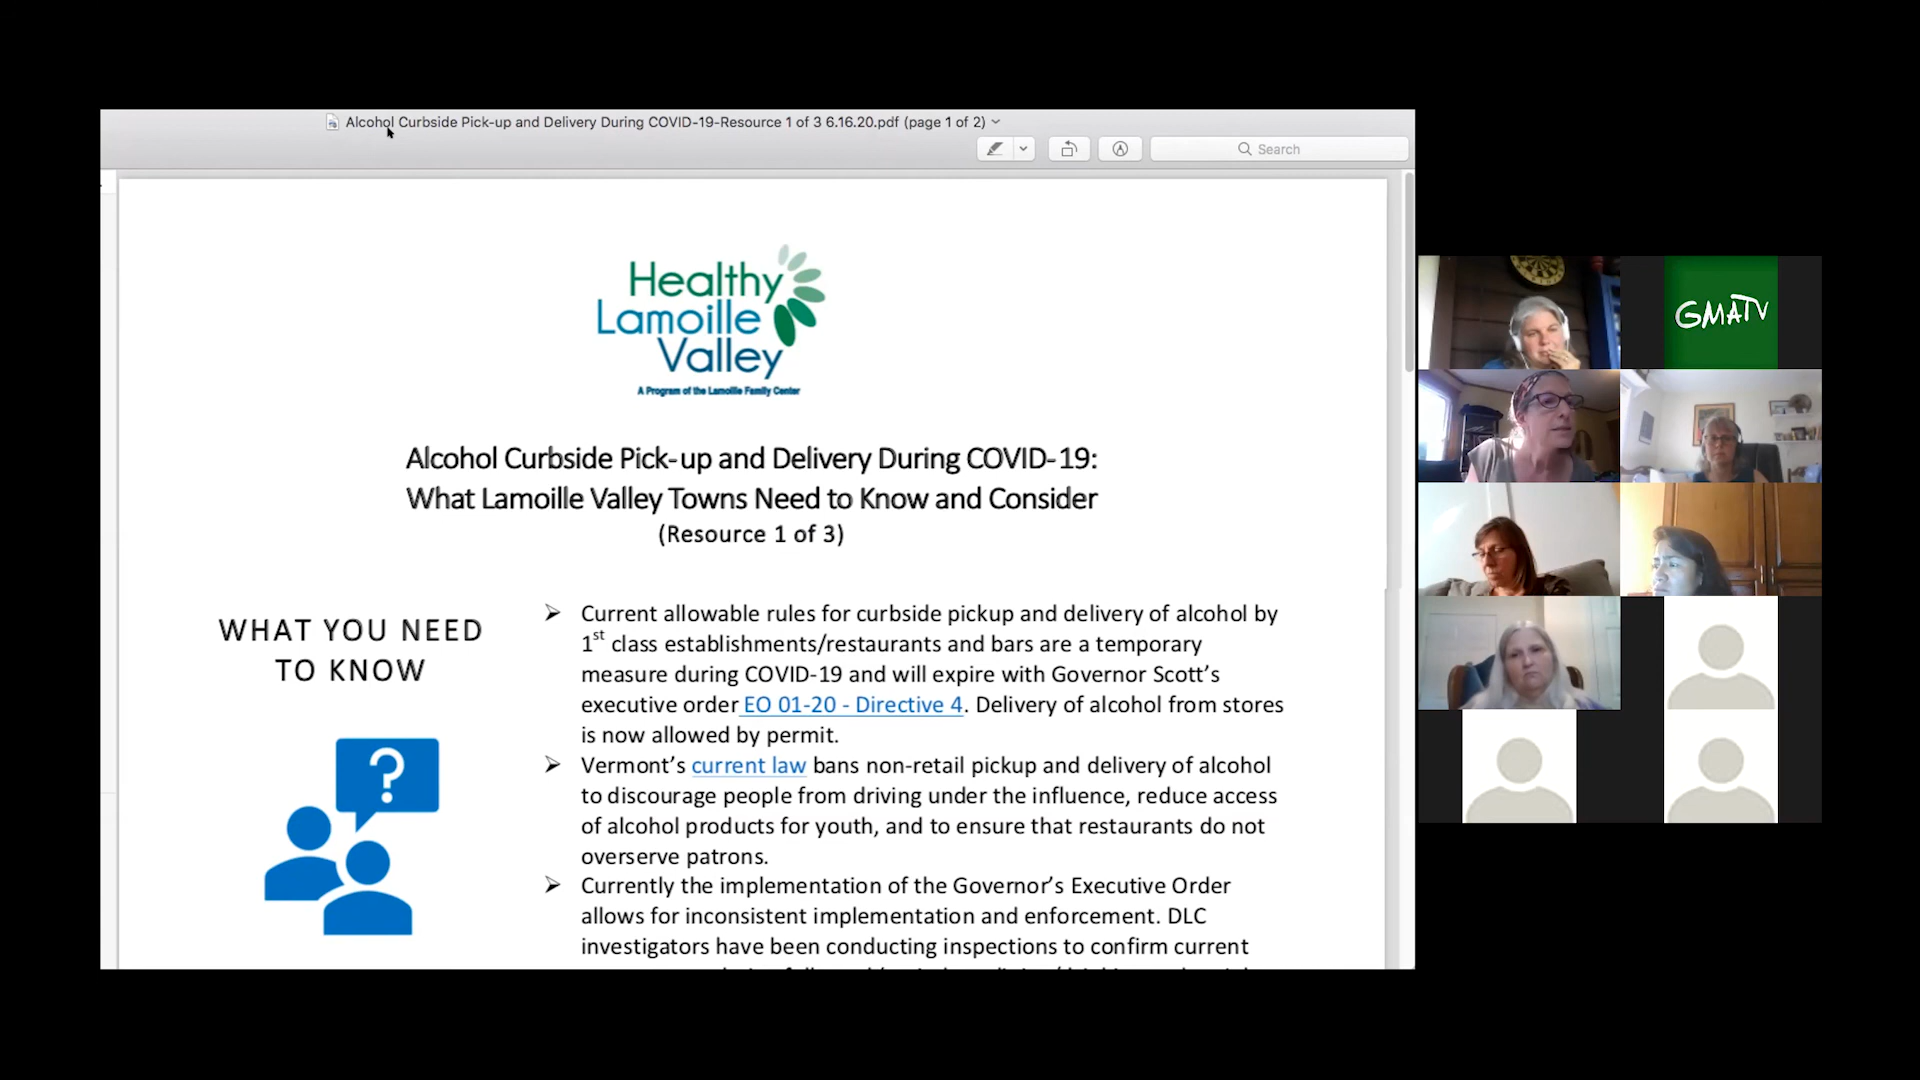 Alcohol Curbside Pick-up and Delivery During COVID-19-Resource 1 of 3 6.16.20.pdf (page 1 of 2)
Search
Healthy
Lamoille
Valley
A Program of the Lamoille Family Center
Alcohol Curbside Pick-up and Delivery During COVID-19:
What Lamoille Valley Towns Need to Know and Consider
(Resource 1 of 3)
WHAT YOU NEED
TO KNOW
?
➢ Current allowable rules for curbside pickup and delivery of alcohol by
1st class establishments/restaurants and bars are a temporary
measure during COVID-19 and will expire with Governor Scott's
executive order EO 01-20 - Directive 4. Delivery of alcohol from stores
is now allowed by permit.
➢ Vermont's current law bans non-retail pickup and delivery of alcohol
to discourage people from driving under the influence, reduce access
of alcohol products for youth, and to ensure that restaurants do not
overserve patrons.
➢ Currently the implementation of the Governor's Executive Order
allows for inconsistent implementation and enforcement. DLC
investigators have been conducting inspections to confirm current
GMATV